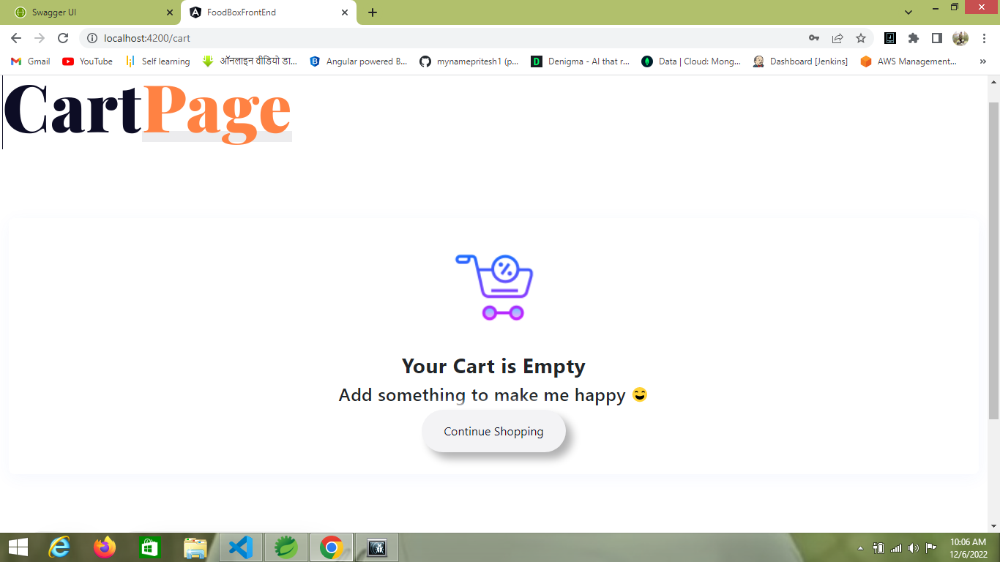 Swagger UI
FoodBoxFrontEnd
localhost:4200/cart
Gmail
YouTube
Self learning
ऑनलाइन वीडियो डा...
Angular powered B...
mynamepritesh1 (p...
Denigma - AI that r...
Data | Cloud: Mong...
Dashboard [Jenkins]
AWS Management...
CartPage
Your Cart is Empty
Add something to make me happy 😄
Continue Shopping
10:06 AM
12/6/2022